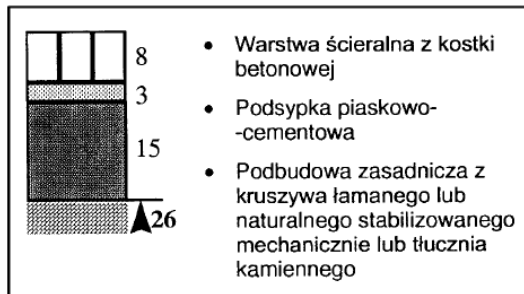 8
3
15
26
• Warstwa ścieralna z kostki
betonowej
• Podsypka piaskowo-
-cementowa
• Podbudowa zasadnicza z
kruszywa łamanego lub
naturalnego stabilizowanego
mechanicznie lub tłucznia
kamiennego